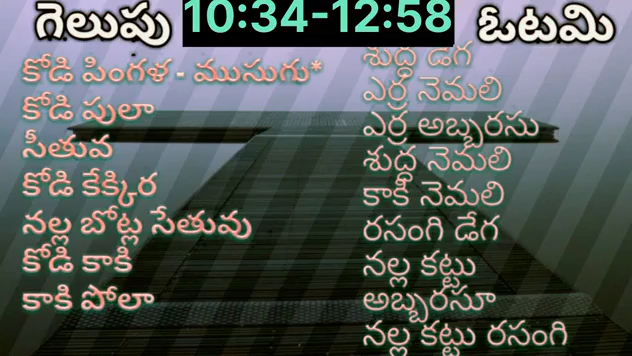 గెలుపు
10:34-12:58
ఓటమి
కోడి పింగళ - ముసుగు*
కోడి పులా
సీతువ
కోడి కేక్కిర
నల్ల బోట్ల సేతువు
కోడి కాకి
కాకి పోలా
శుద్ధ డేగ
ఎర్ర నెమలి
ఎర్ర అబ్బరసు
శుద్ధ నెమలి
కాకి నెమలి
రసంగి డేగ
నల్ల కట్టు
అబ్బరసూ
నల్ల కట్టు రసంగి